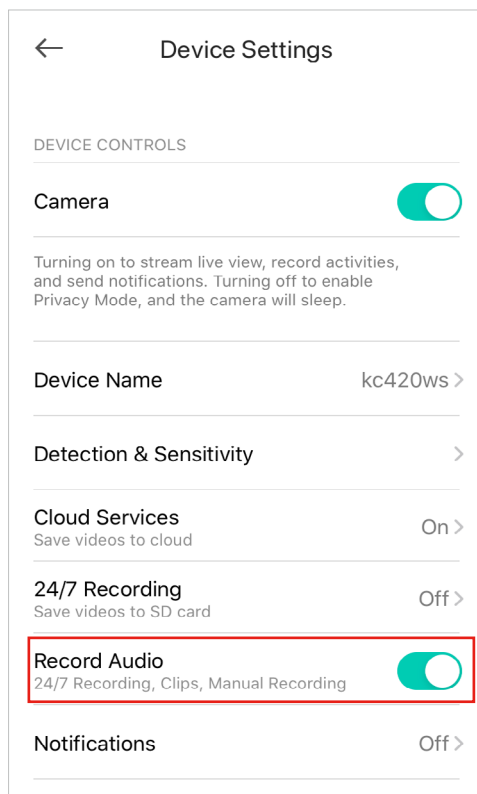 Device Settings
DEVICE CONTROLS
Camera
Turning on to stream live view, record activities,
and send notifications. Turning off to enable
Privacy Mode, and the camera will sleep.
Device Name kc420ws
Detection & Sensitivity
Cloud Services
Save videos to cloud
On
24/7 Recording
Save videos to SD card
Off
Record Audio
24/7 Recording, Clips, Manual Recording
Notifications Off